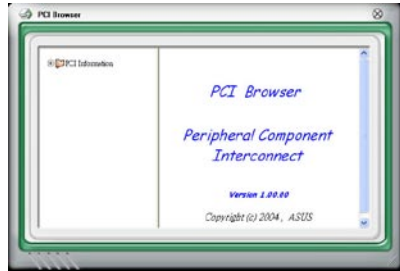 PCI Browser
PCI Information
PCI Browser
Peripheral Component
Interconnect
Version 1.00.00
Copyright (c) 2004, ASUS